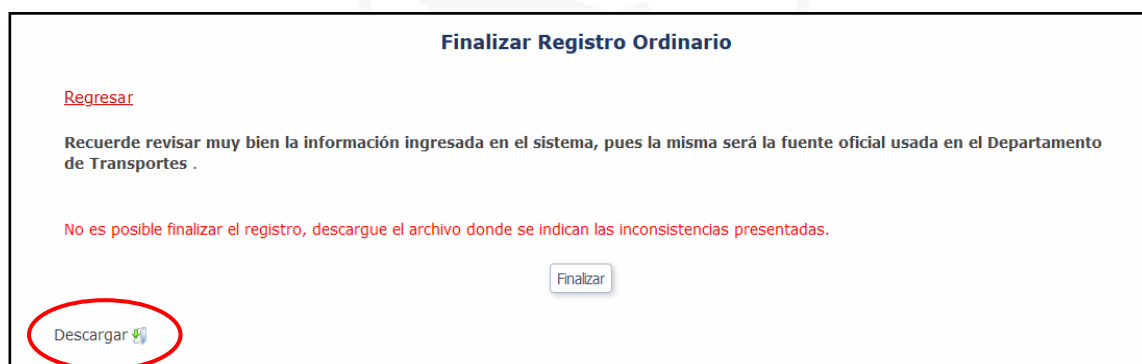 Finalizar Registro Ordinario
Regresar
Recuerde revisar muy bien la información ingresada en el sistema, pues la misma será la fuente oficial usada en el Departamento
de Transportes .
No es posible finalizar el registro, descargue el archivo donde se indican las inconsistencias presentadas.
Finalizar
Descargar